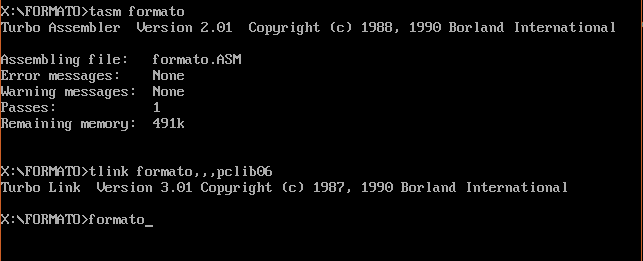 X:\FORMATO>tasm formato
Turbo Assembler  Version 2.01  Copyright (c) 1988, 1990 Borland International
Assembling file:   formato.ASM
Error messages:    None
Warning messages:  None
Passes:            1
Remaining memory:  491k
X:\FORMATO>tlink formato,,,pclib06
Turbo Link  Version 3.01 Copyright (c) 1987, 1990 Borland International
X:\FORMATO>formato_